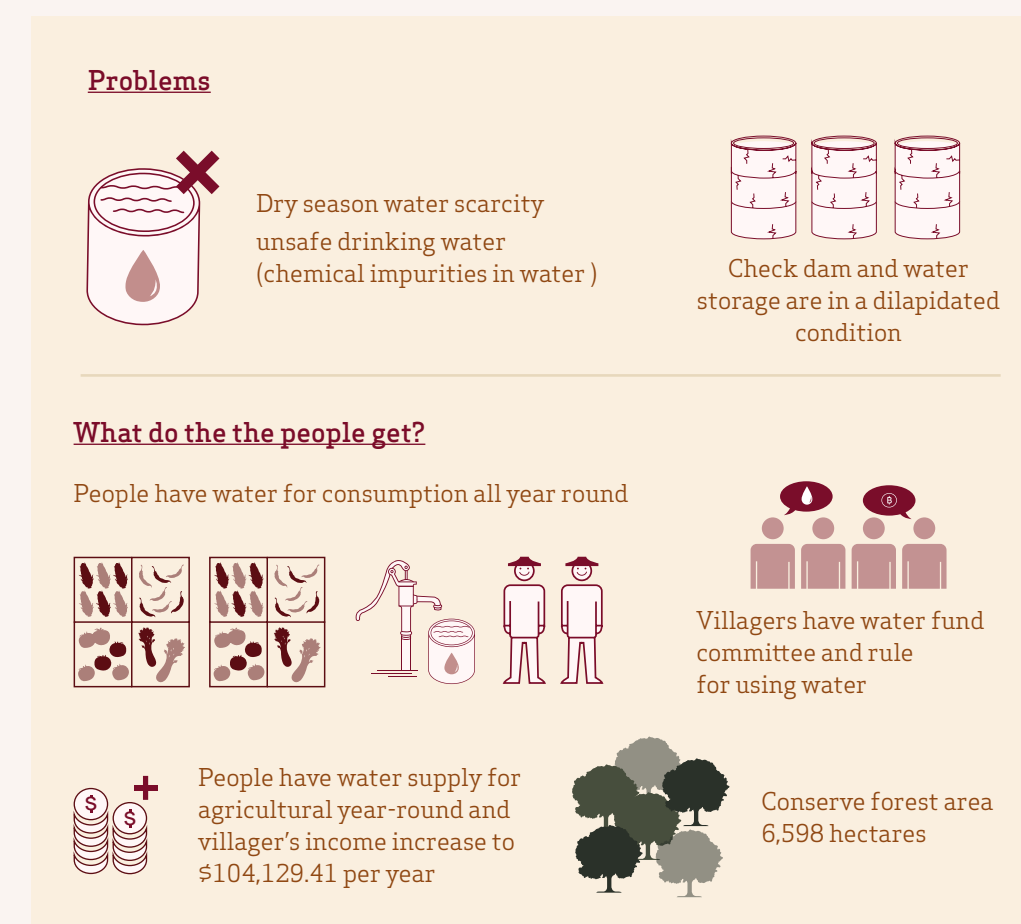 Problems
Dry season water scarcity
unsafe drinking water
(chemical impurities in water )
Check dam and water
storage are in a dilapidated
condition
What do the the people get?
People have water for consumption all year round
฿
Villagers have water fund
committee and rule
for using water
$
$
People have water supply for
agricultural year-round and
villager's income increase to
$104,129.41 per year
Conserve forest area
6,598 hectares